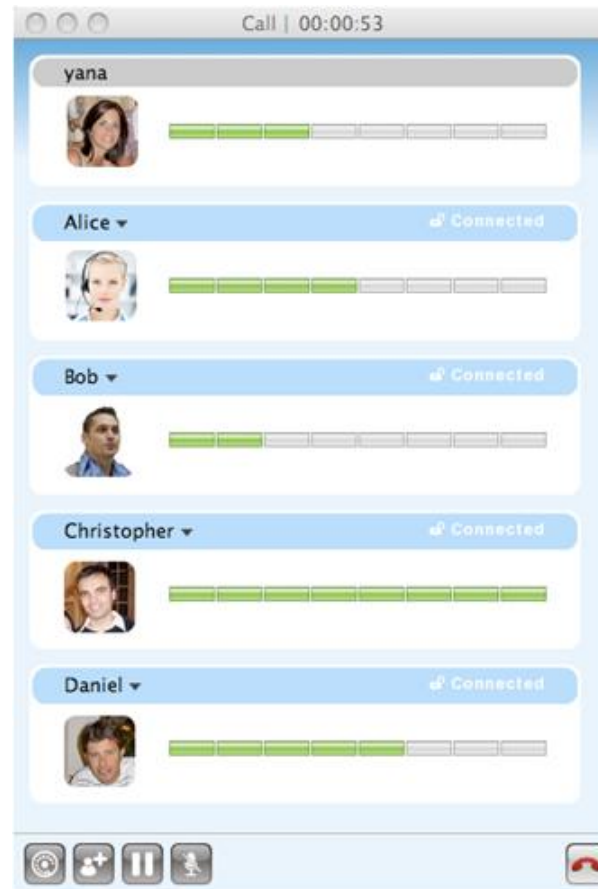 Call | 00:00:53
yana
Alice Connected
Bob Connected
Christopher Connected
Daniel Connected